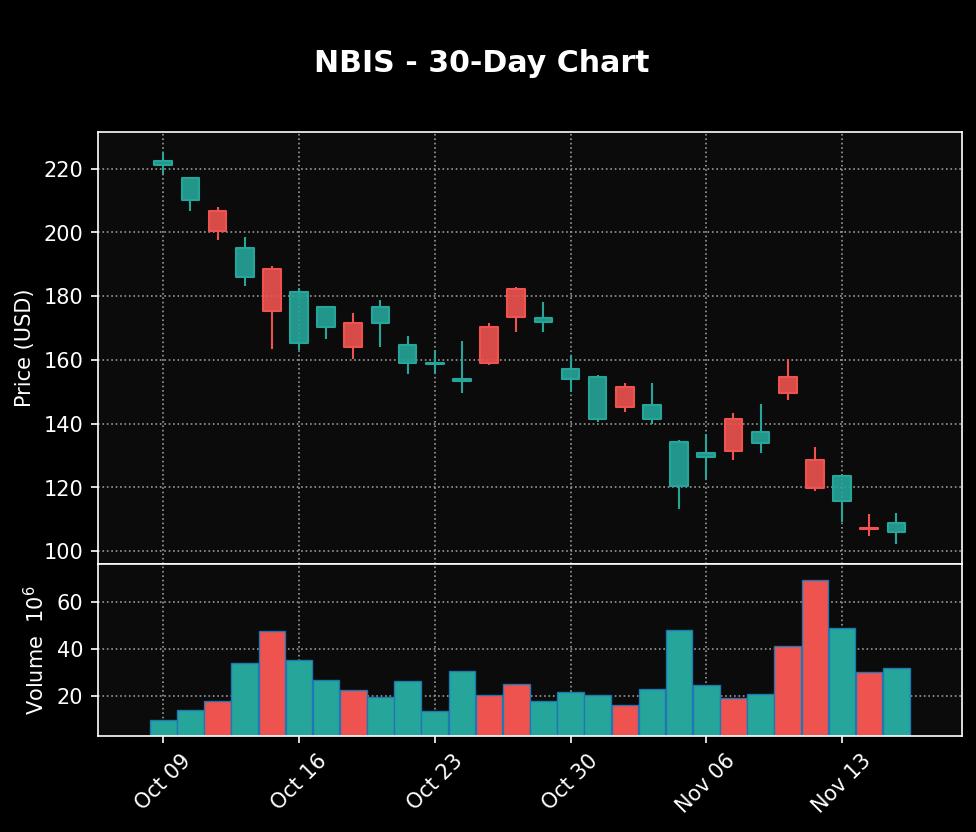 NBIS - 30-Day Chart
Price (USD)
220
200
180
160
140
120
100
Volume 10⁶
60
40
20
Oct 09
Oct 16
Oct 23
Oct 30
Nov 06
Nov 13